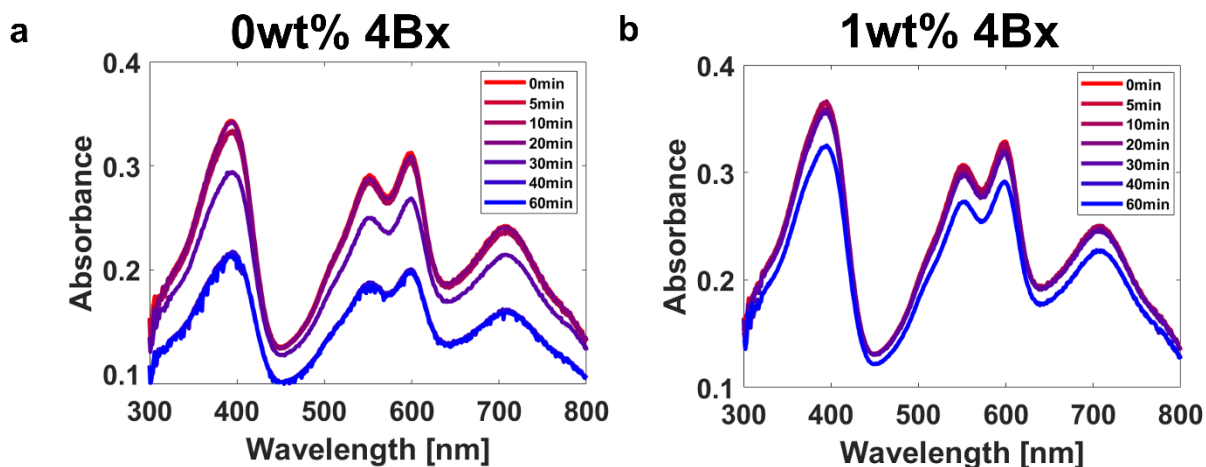 a
0wt% 4Bx
0.4
0.3
0.2
0.1
Absorbance
300 400 500 600 700 800
Wavelength [nm]
0min
5min
10min
20min
30min
40min
60min
b
1wt% 4Bx
0.4
0.3
0.2
0.1
Absorbance
300 400 500 600 700 800
Wavelength [nm]
0min
5min
10min
20min
30min
40min
60min